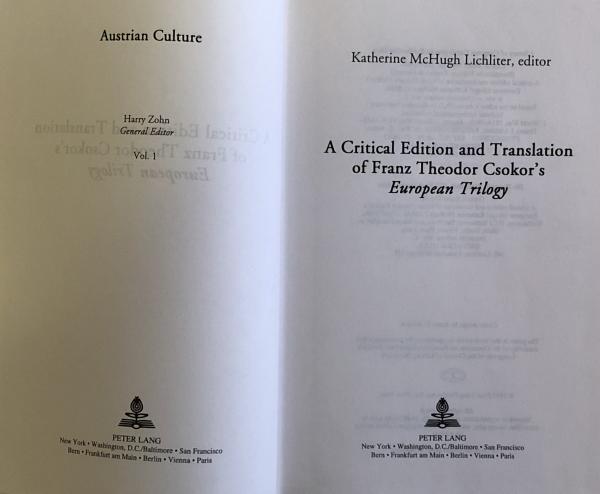 Austrian Culture
Harry Zohn
General Editor
Vol. 1
PETER LANG
New York • Washington, D.C./Baltimore • San Francisco
Bern • Frankfurt am Main • Berlin • Vienna • Paris
Katherine McHugh Lichliter, editor
A Critical Edition and Translation
of Franz Theodor Csokor's
European Trilogy
PETER LANG
New York • Washington, D.C./Baltimore • San Francisco
Bern • Frankfurt am Main • Berlin • Vienna • Paris